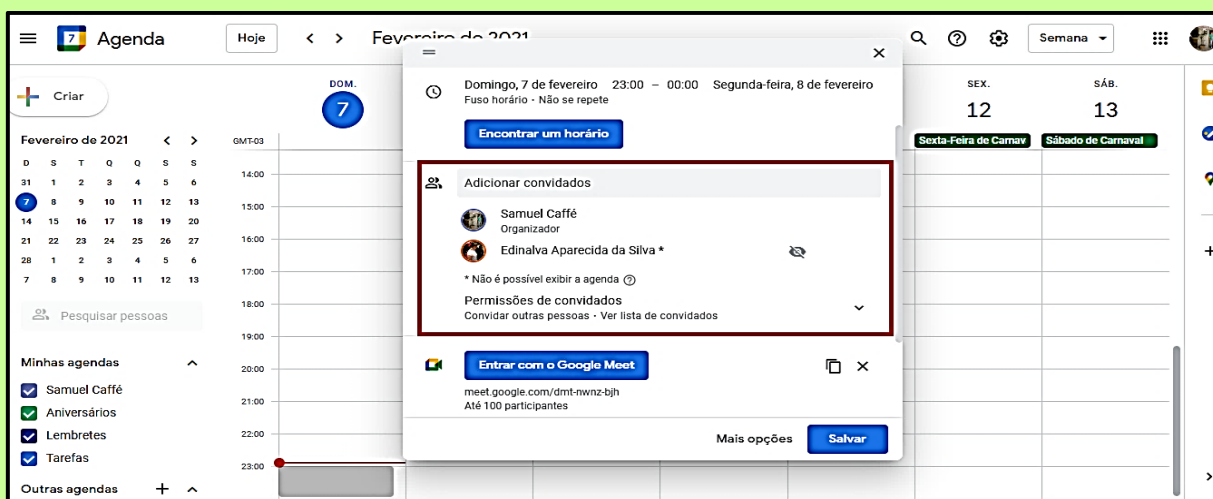 Agenda
Hoje
Fevereiro de 2021
Semana
Criar
Fevereiro de 2021
D S T Q Q S S
31 1 2 3 4 5 6
7 8 9 10 11 12 13
14 15 16 17 18 19 20
21 22 23 24 25 26 27
28 1 2 3 4 5 6
7 8 9 10 11 12 13
Pesquisar pessoas
Minhas agendas
Samuel Caffé
Aniversários
Lembretes
Tarefas
Outras agendas
GMT-03
DOM.
7
14:00
15:00
16:00
17:00
18:00
19:00
20:00
21:00
22:00
23:00
Domingo, 7 de fevereiro 23:00 – 00:00 Segunda-feira, 8 de fevereiro
Fuso horário · Não se repete
Encontrar um horário
Adicionar convidados
Samuel Caffé
Organizador
Edinalva Aparecida da Silva *
* Não é possível exibir a agenda
Permissões de convidados
Convidar outras pessoas · Ver lista de convidados
Entrar com o Google Meet
meet.google.com/dmt-nwnz-bjh
Até 100 participantes
Mais opções
Salvar
SEX.
12
Sexta-Feira de Carnav
SÁB.
13
Sábado de Carnaval